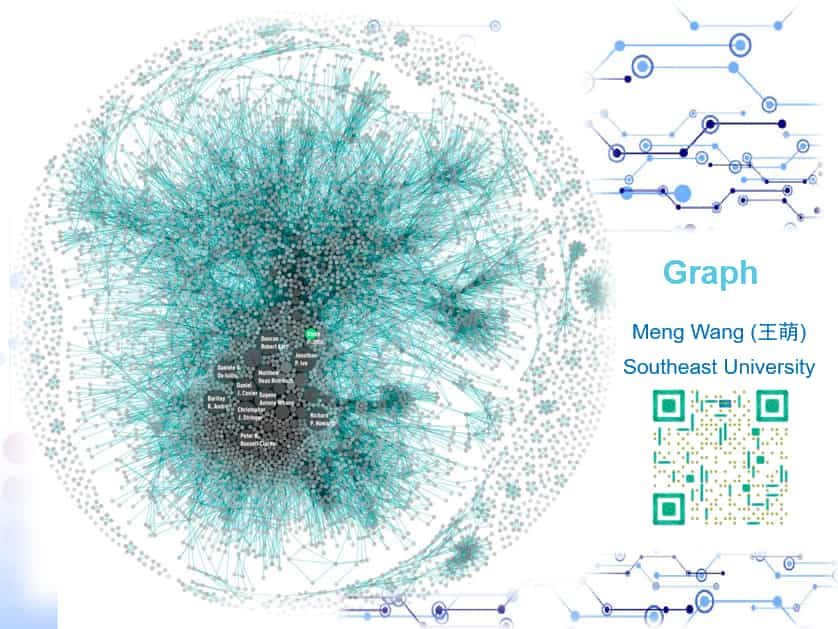 Graph
Meng Wang (王萌)
Southeast University
Duncan
Robert Kerr
Jonathan
P. Ive
Daniele
De Iuliis
Matthew
Dean Rohrbach
Daniel
J. Coster
Eugene
Antony Whang
Bartley
K. Andre
Christopher
J. Stringer
Richard
P. Howarth
Peter
Russell-Clarke